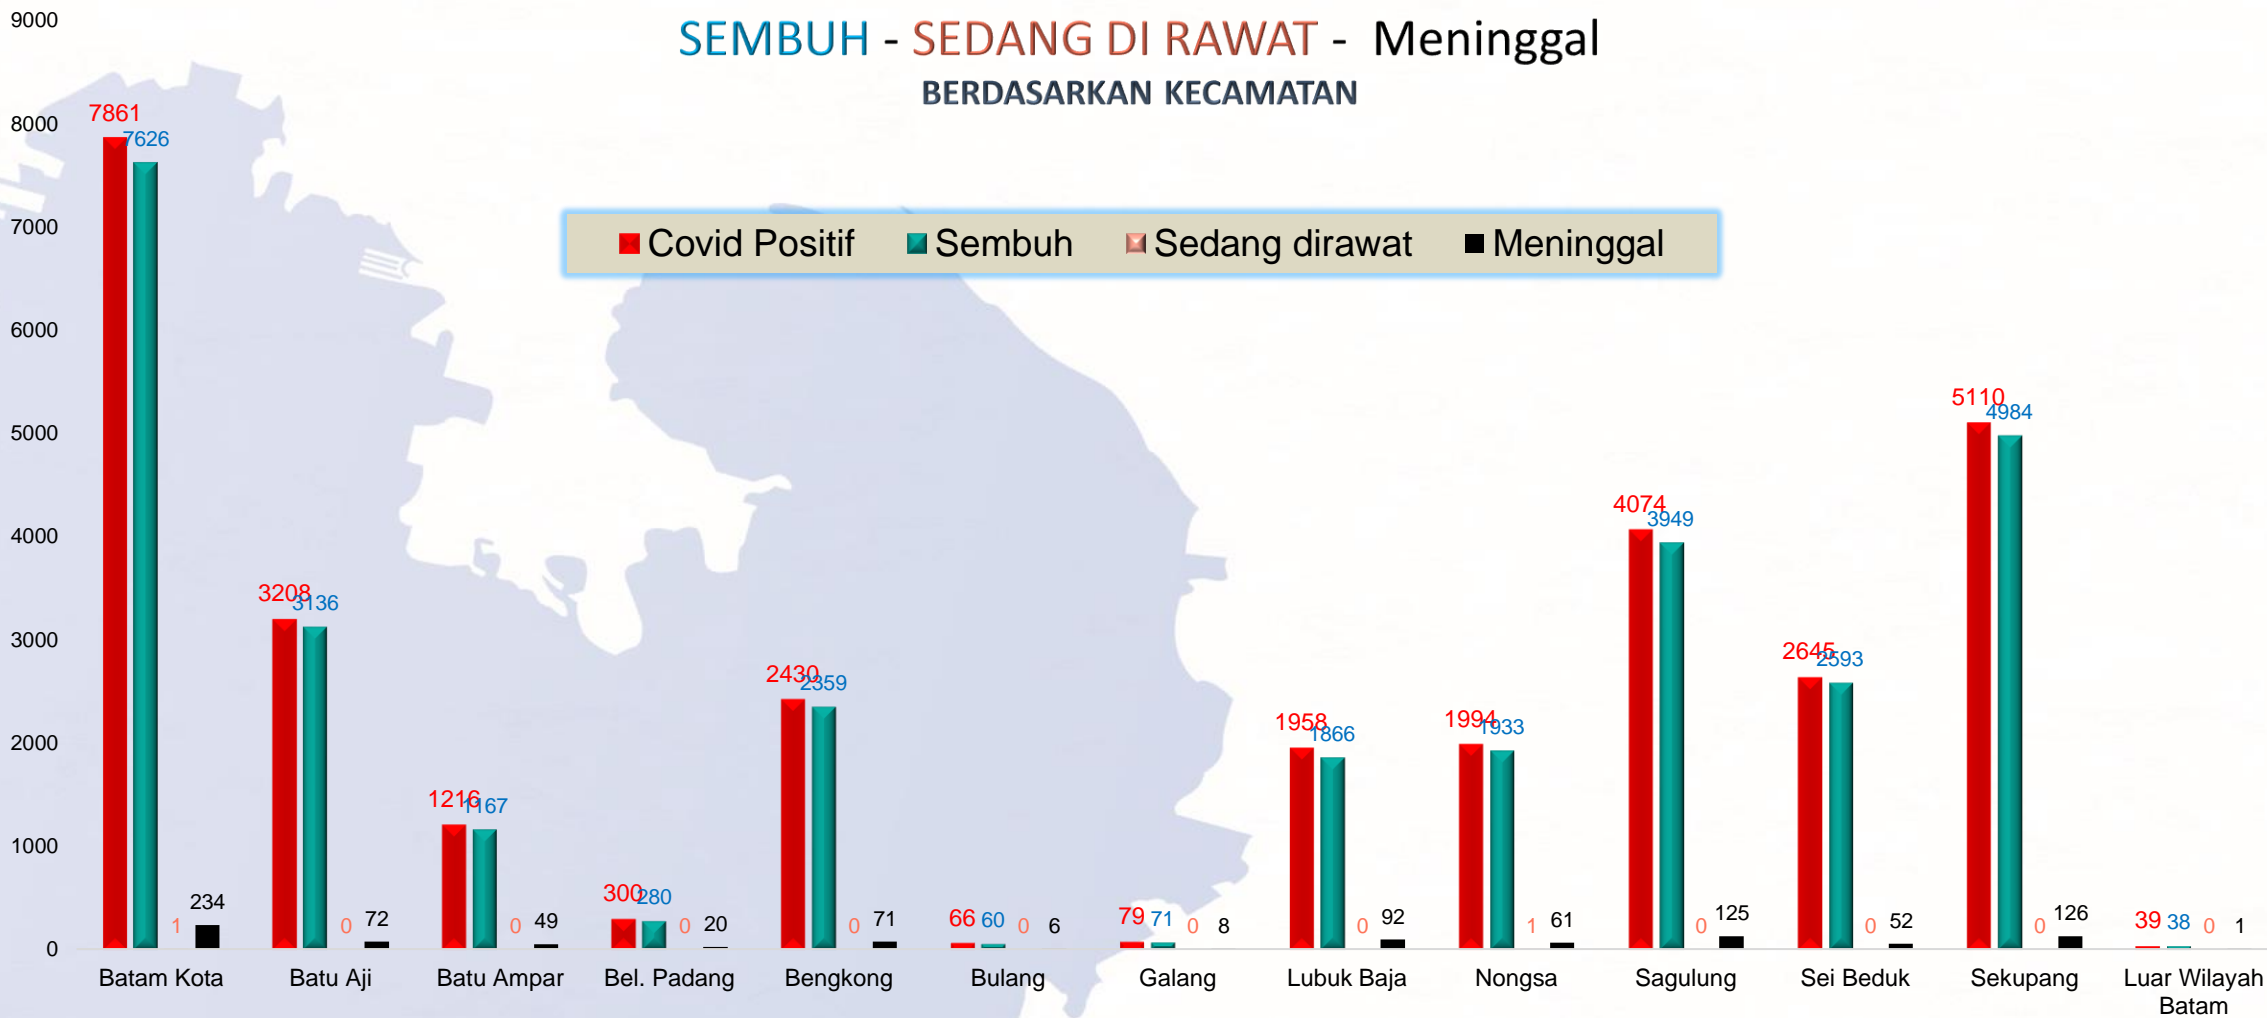 SEMBUH - SEDANG DI RAWAT - Meninggal
BERDASARKAN KECAMATAN
Covid Positif Sembuh Sedang dirawat Meninggal
9000
8000
7000
6000
5000
4000
3000
2000
1000
0
7861 7626 1 234
3208 3136 0 72
1216 1167 0 49
300 280 0 20
2430 2359 0 71
66 60 0 6
79 71 0 8
1958 1866 0 92
1994 1933 1 61
4074 3949 0 125
2645 2593 0 52
5110 4984 0 126
39 38 0 1
Batam Kota Batu Aji Batu Ampar Bel. Padang Bengkong Bulang Galang Lubuk Baja Nongsa Sagulung Sei Beduk Sekupang Luar Wilayah
Batam